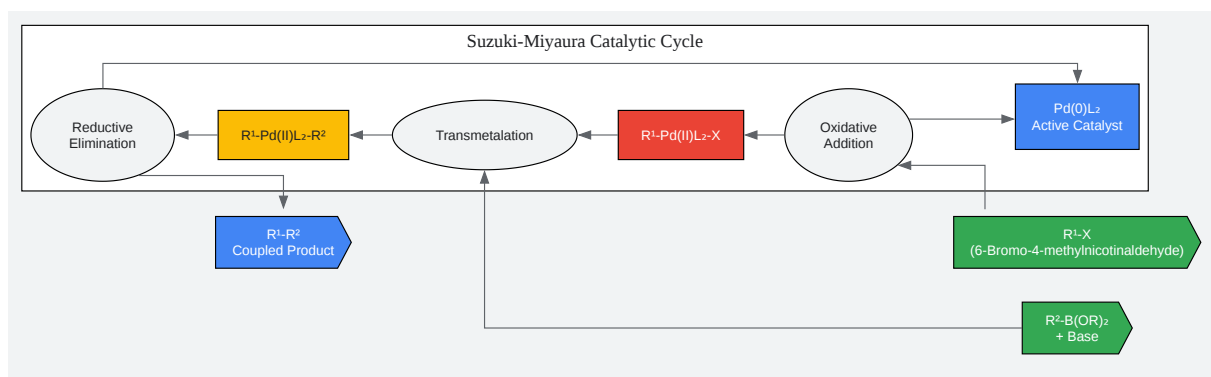 Suzuki-Miyaura Catalytic Cycle
Reductive
Elimination
R¹-Pd(II)L₂-R²
Transmetalation
R¹-Pd(II)L₂-X
Oxidative
Addition
Pd(0)L₂
Active Catalyst
R¹-R²
Coupled Product
R¹-X
(6-Bromo-4-methylnicotinaldehyde)
R²-B(OR)₂
+ Base